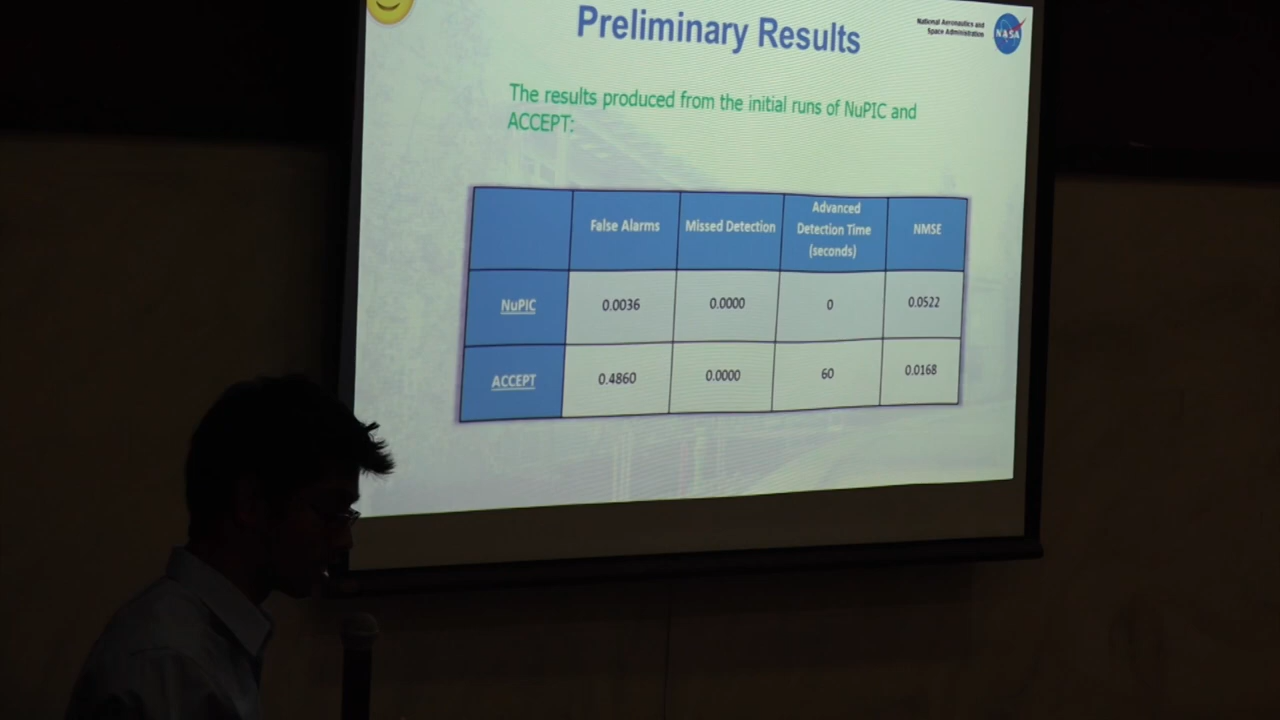 Preliminary Results
National Aeronautics and
Space Administration
NASA
The results produced from the initial runs of NuPIC and
ACCEPT:
False Alarms
Missed Detection
Advanced
Detection Time
(seconds)
NMSE
NuPIC
0.0036
0.0000
0
0.0522
ACCEPT
0.4860
0.0000
60
0.0168